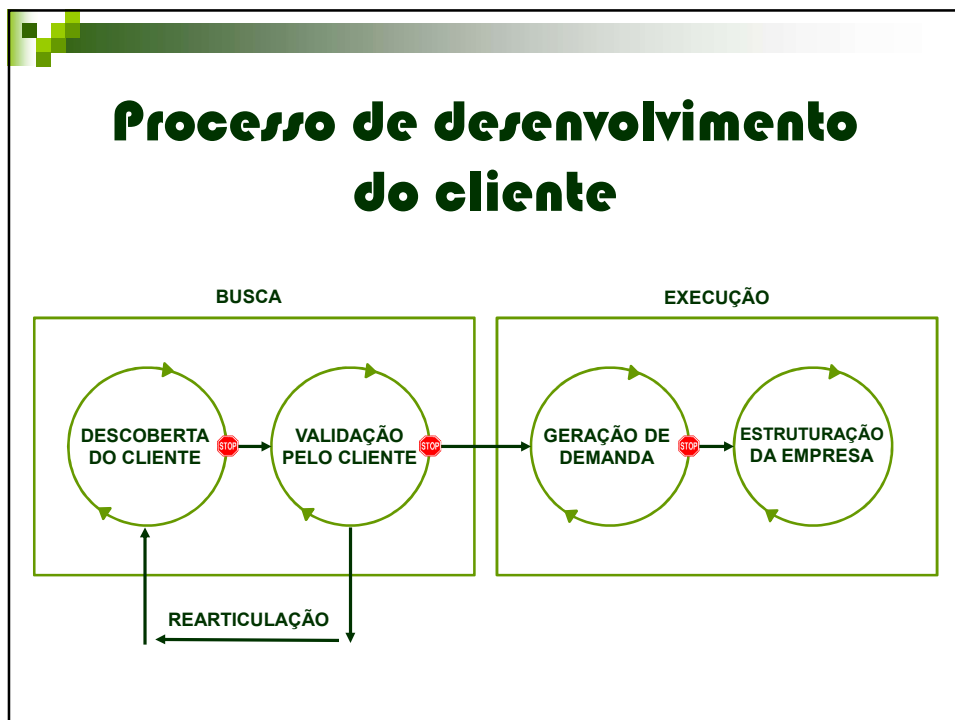 Processo de desenvolvimento
do cliente
BUSCA
EXECUÇÃO
DESCOBERTA
DO CLIENTE
STOP
VALIDAÇÃO
PELO CLIENTE
STOP
GERAÇÃO DE
DEMANDA
STOP
ESTRUTURAÇÃO
DA EMPRESA
REARTICULAÇÃO